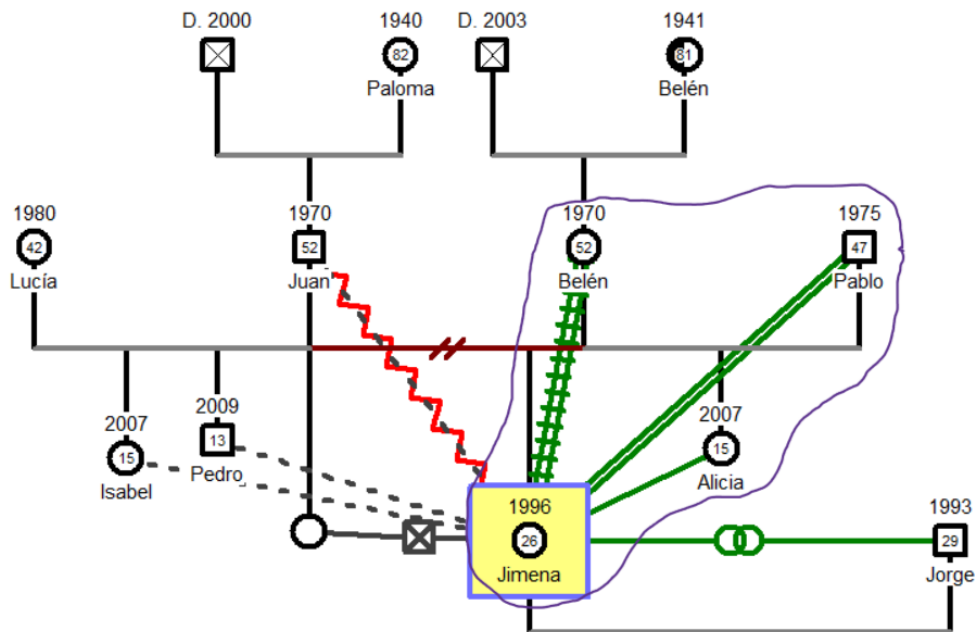 D. 2000 1940 D. 2003 1941
82 81
Paloma Belén
1980 1970 1970 1975
42 52 52 47
Lucía Juan Belén Pablo
2007 2009 2007
15 13 15
Isabel Pedro Alicia
1996 1993
26 29
Jimena Jorge